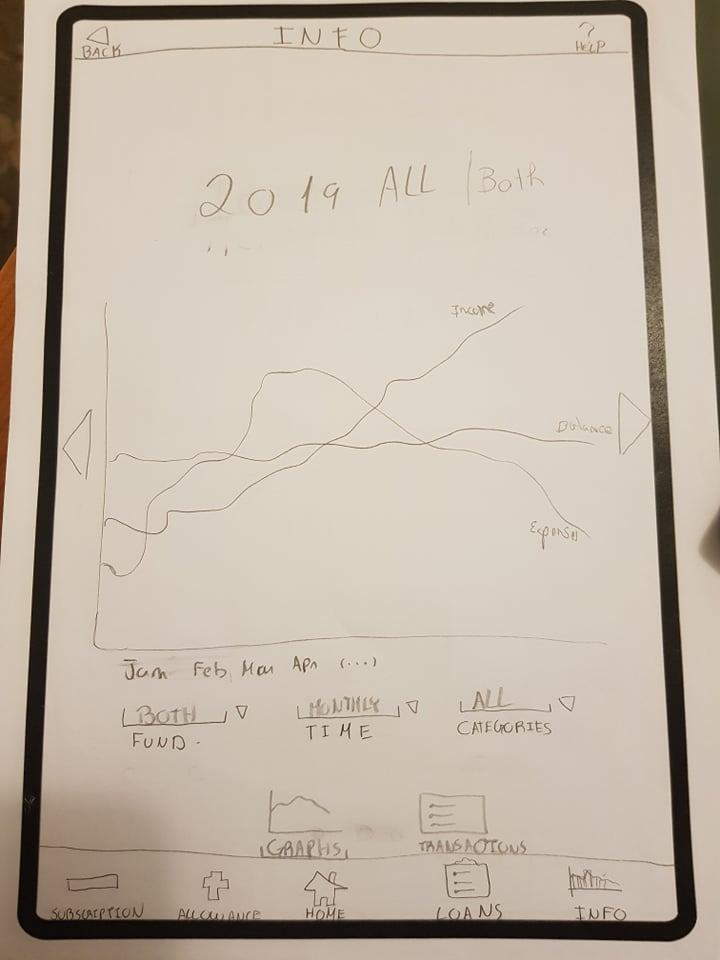 BACK INFO ? HELP
2019 ALL | Both
Income
Balance
Expenses
Jan Feb Mar Apr (...)
BOTH MONTHLY ALL
FUND. TIME CATEGORIES
GRAPHS TRANSACTIONS
SUBSCRIPTION ALLOWANCE HOME LOANS INFO